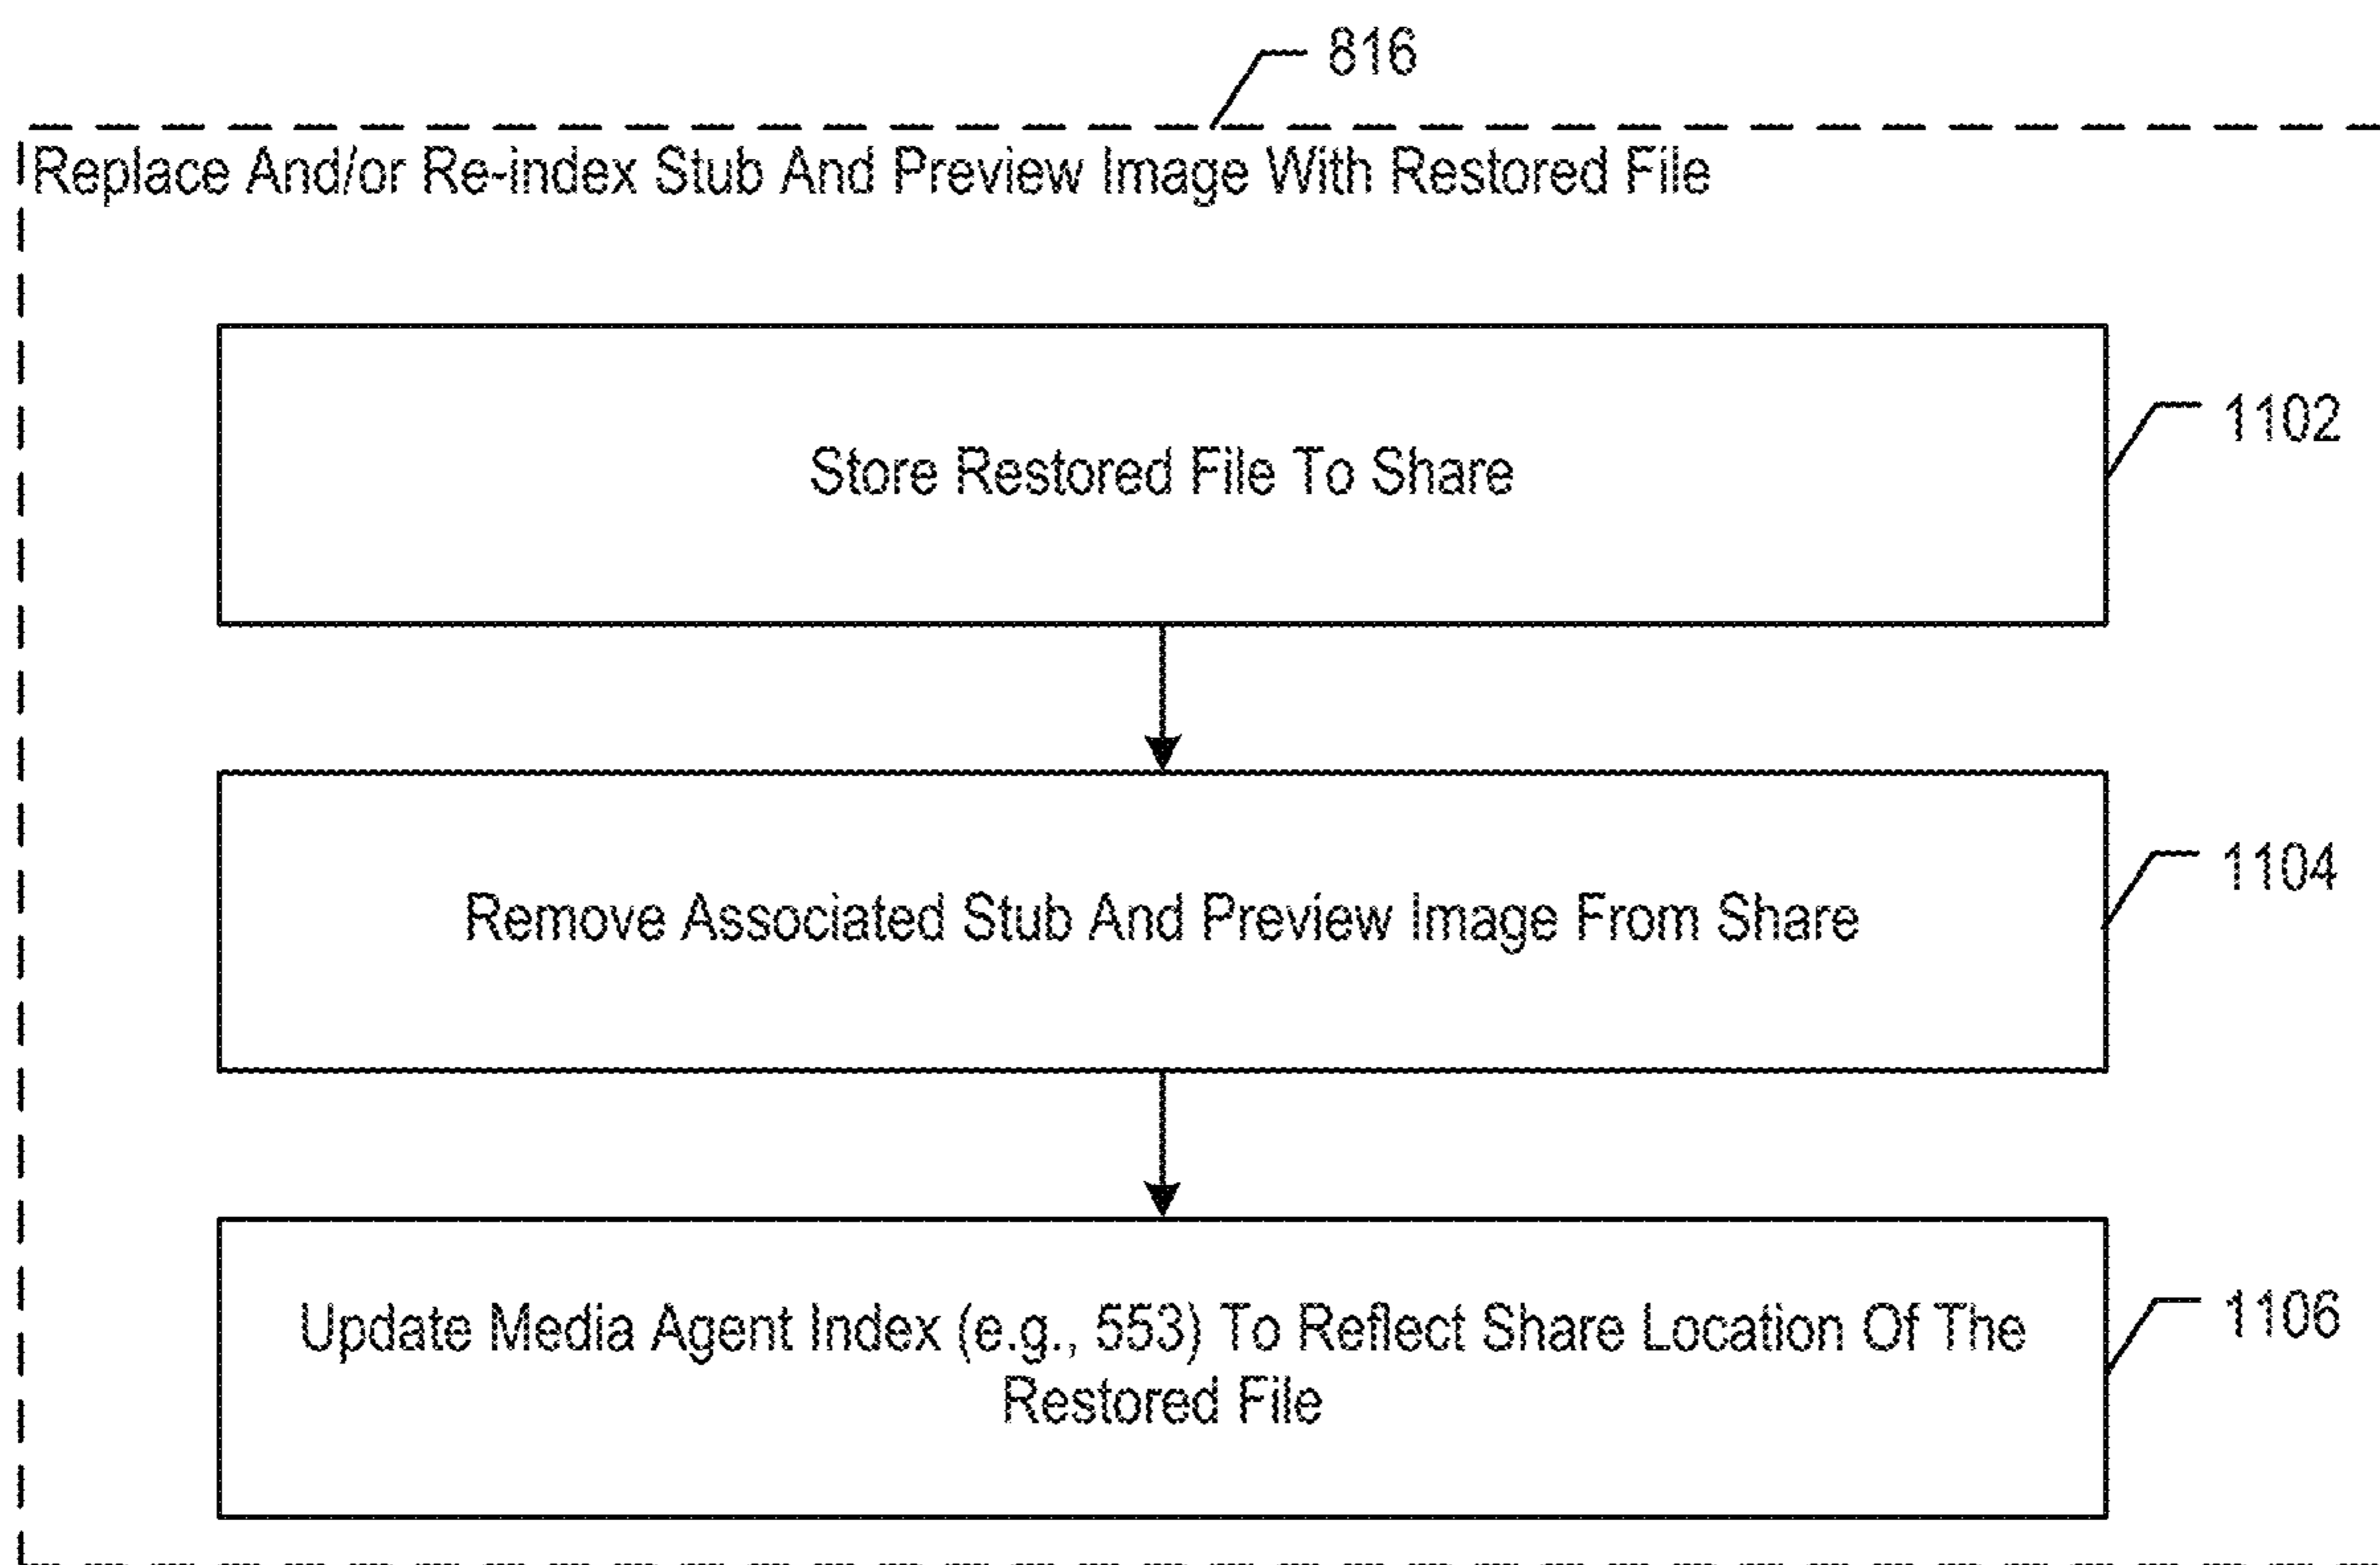 816
Replace And/or Re-index Stub And Preview Image With Restored File
Store Restored File To Share
1102
Remove Associated Stub And Preview Image From Share
1104
Update Media Agent Index (e.g., 553) To Reflect Share Location Of The
Restored File
1106